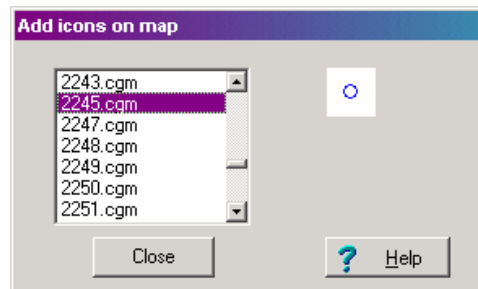 Add icons on map
2243.cgm
2245.cgm
2247.cgm
2248.cgm
2249.cgm
2250.cgm
2251.cgm
Close
? Help